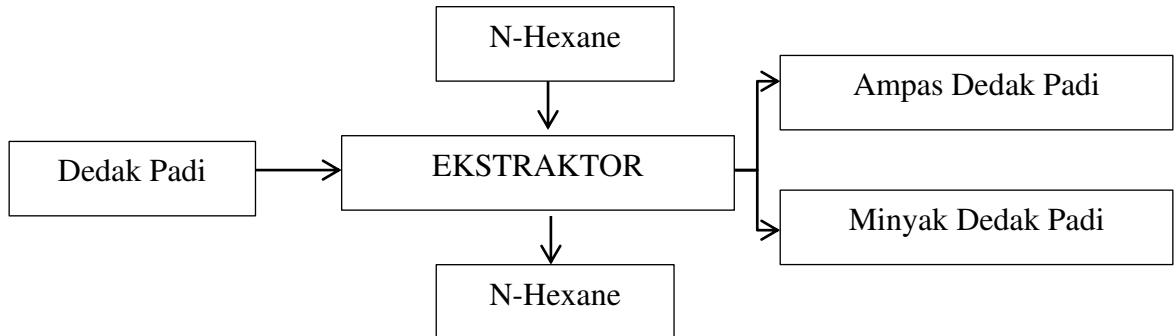 N-Hexane
Ampas Dedak Padi
Dedak Padi
EKSTRAKTOR
Minyak Dedak Padi
N-Hexane